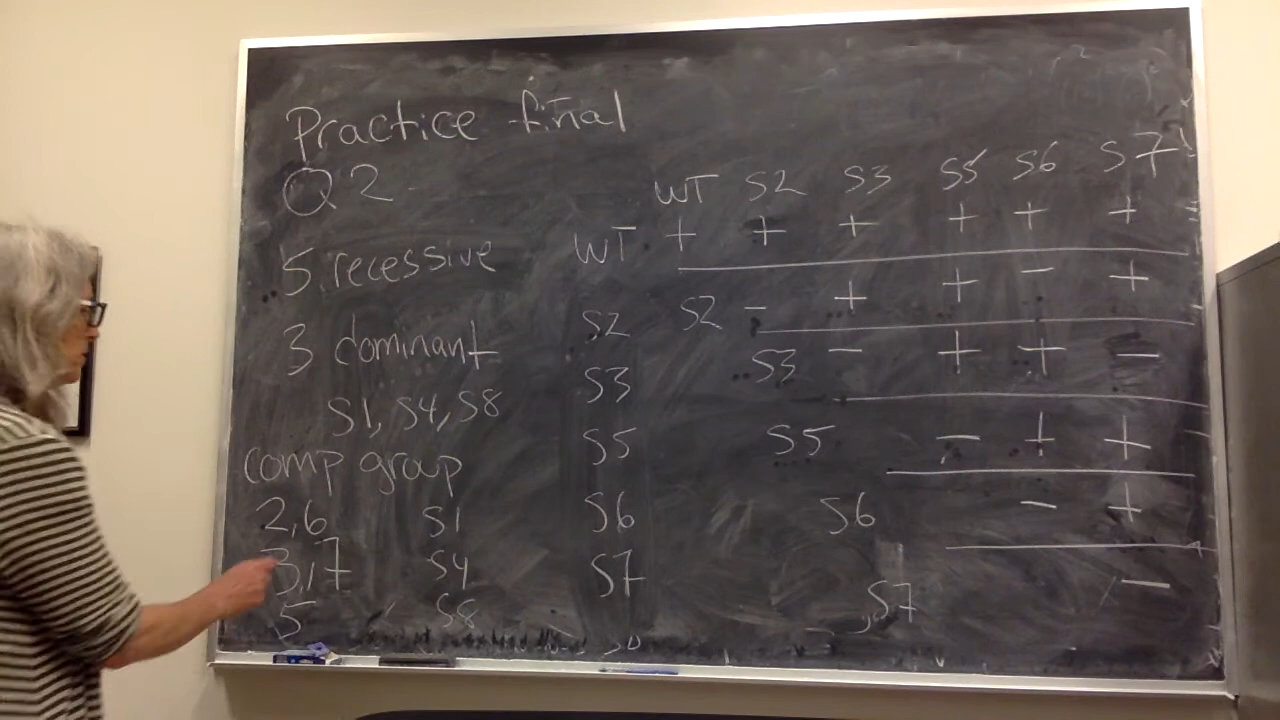 Practice final
Q2
5 recessive
3 dominant
S1, S4, S8
comp group
2,6 S1
3,7 S4
5 S8
WT S2 S3 S5 S6 S7
WT + + + + + +
S2 S2 - + + - +
S3 S3 - + + -
S5 S5 - + +
S6 S6 - +
S7 S7 -